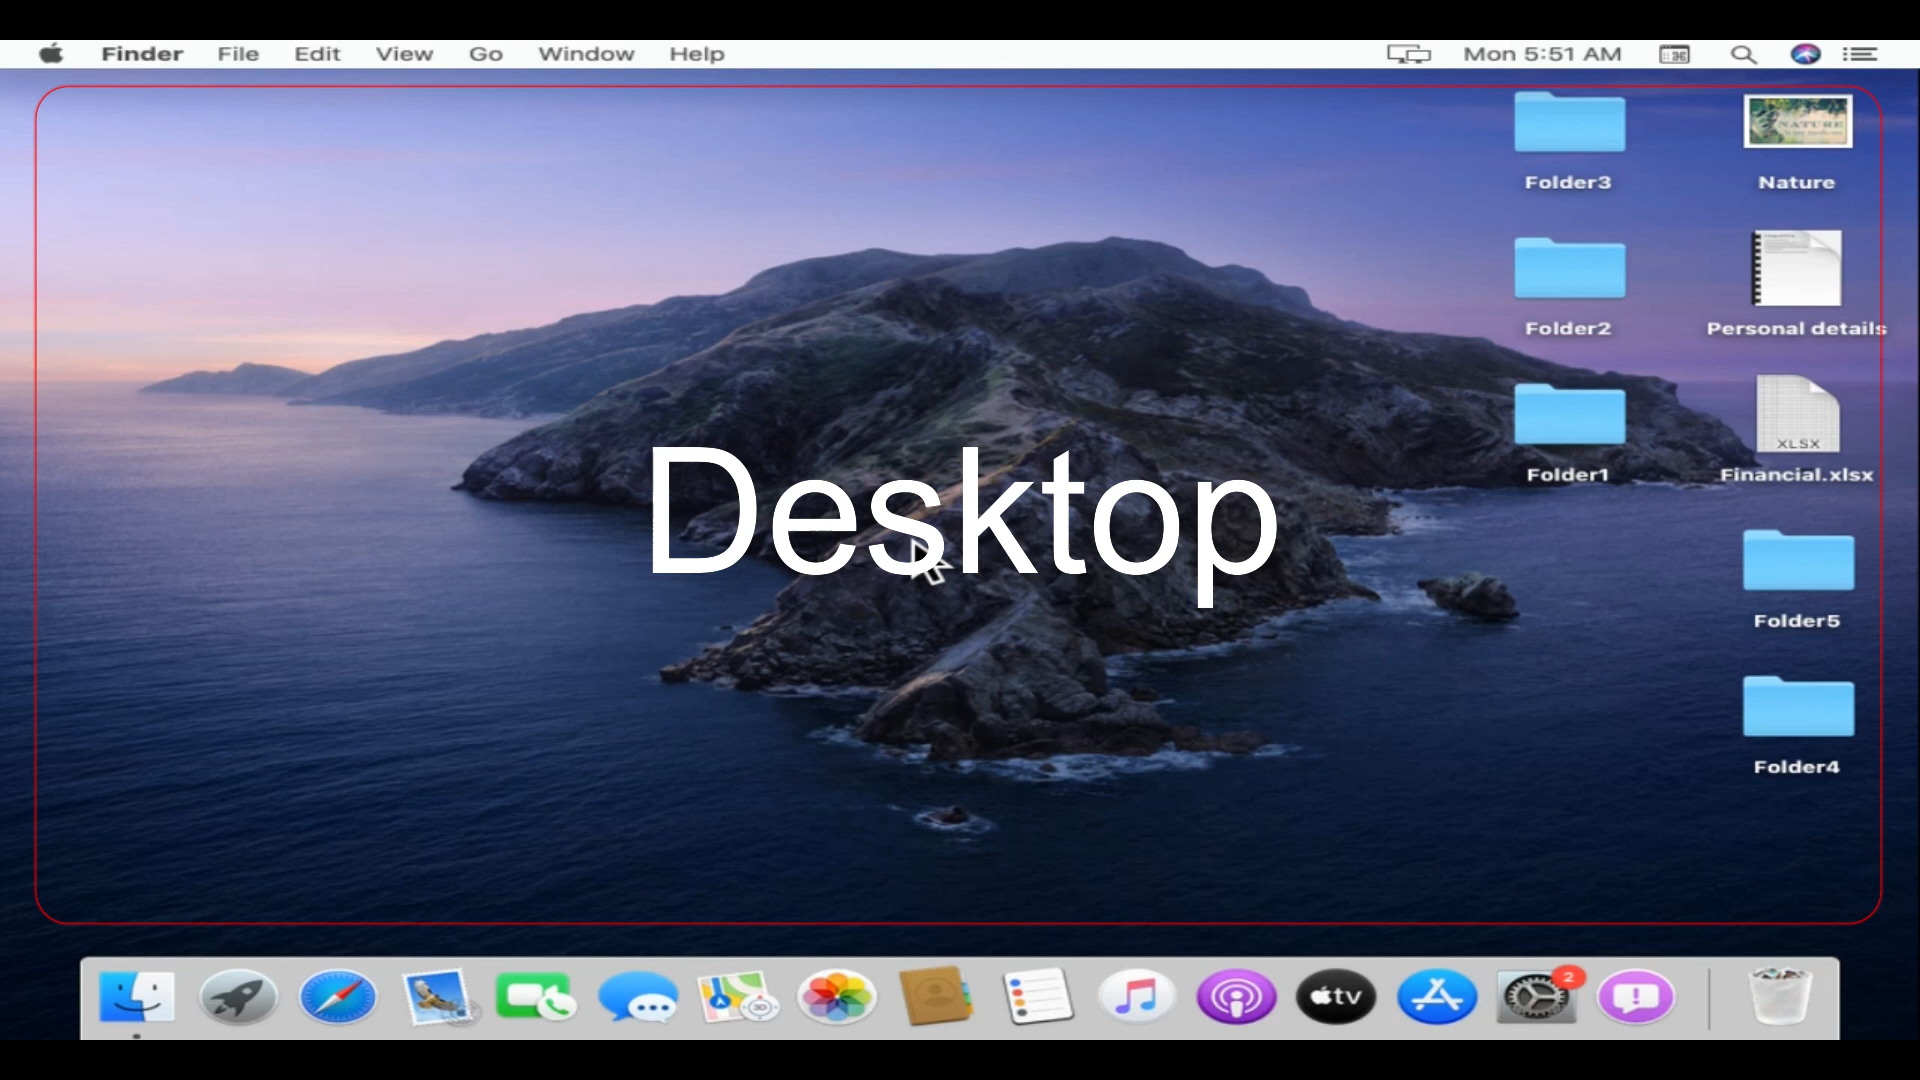 Finder File Edit View Go Window Help Mon 5:51 AM
Folder3 Nature
Folder2 Personal details
XLSX
Folder1 Financial.xlsx
Desktop
Folder5
Folder4
tv
2